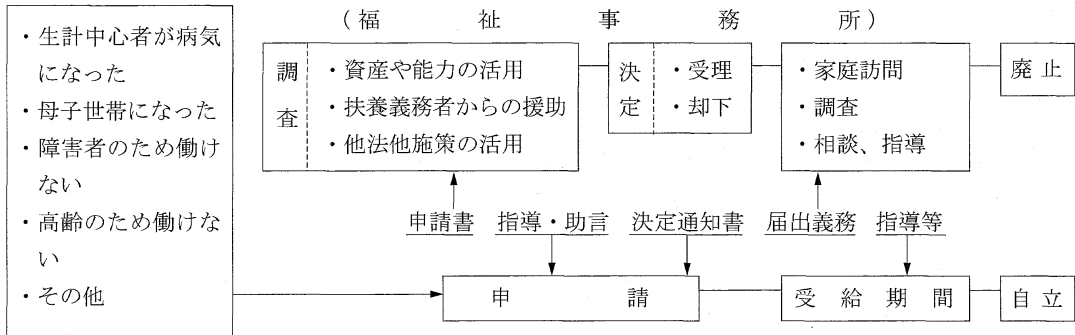 （福祉事務所）
・生計中心者が病気
になった
・母子世帯になった
・障害者のため働け
ない
・高齢のため働けな
い
・その他
調査
・資産や能力の活用
・扶養義務者からの援助
・他法他施策の活用
決定
・受理
・却下
・家庭訪問
・調査
・相談、指導
廃止
申請書 指導・助言 決定通知書 届出義務 指導等
申請 受給期間 自立